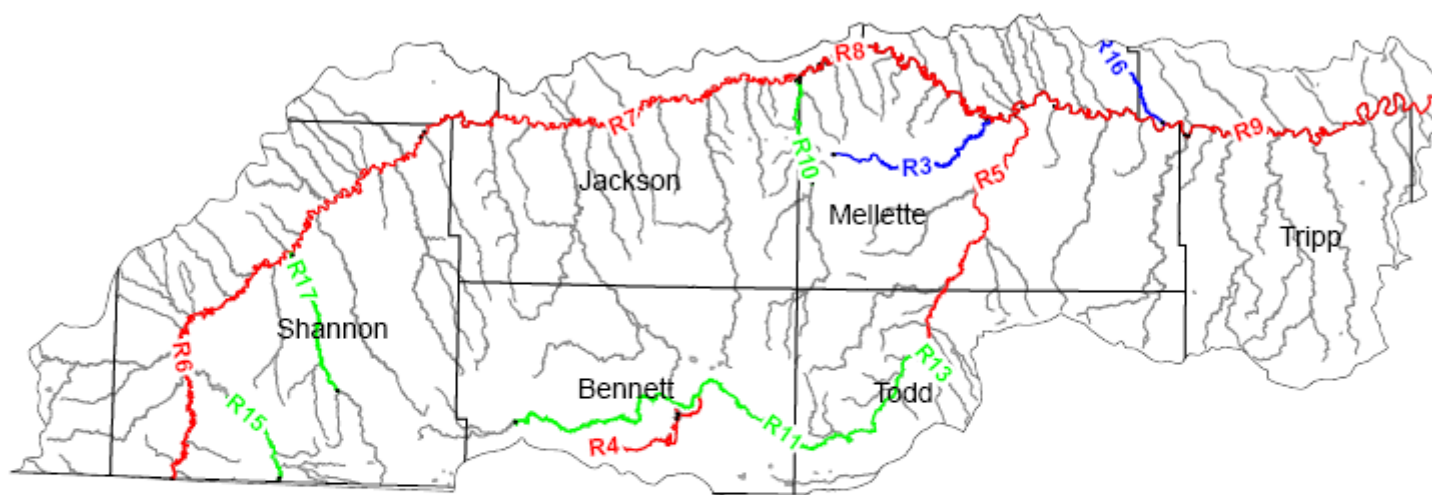 R8
R16
R7
R9
R10
R3
Jackson
R5
Mellette
Tripp
R17
Shannon
R6
R13
Bennett
Todd
R15
R11
R4